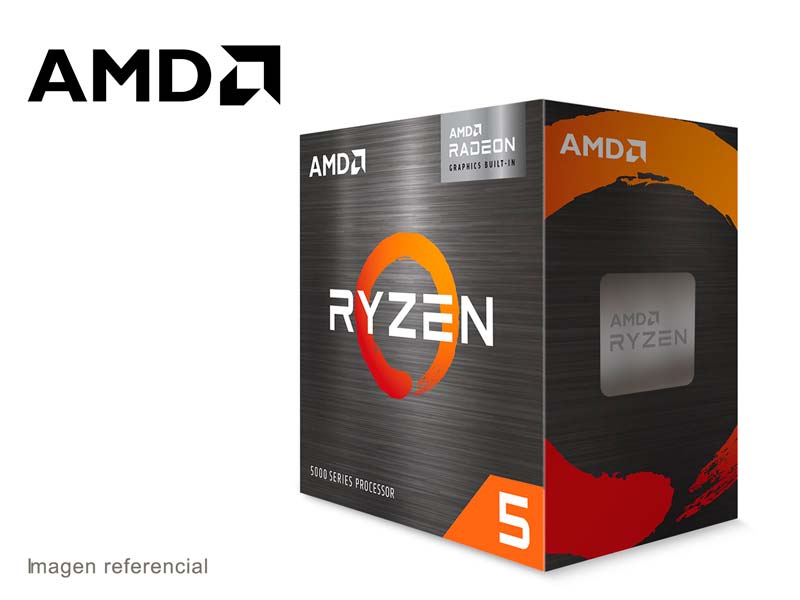 AMD
AMD
RADEON
GRAPHICS BUILT-IN
AMD
AMD
RYZEN
AMD
RYZEN
5000 SERIES PROCESSOR
5
Imagen referencial